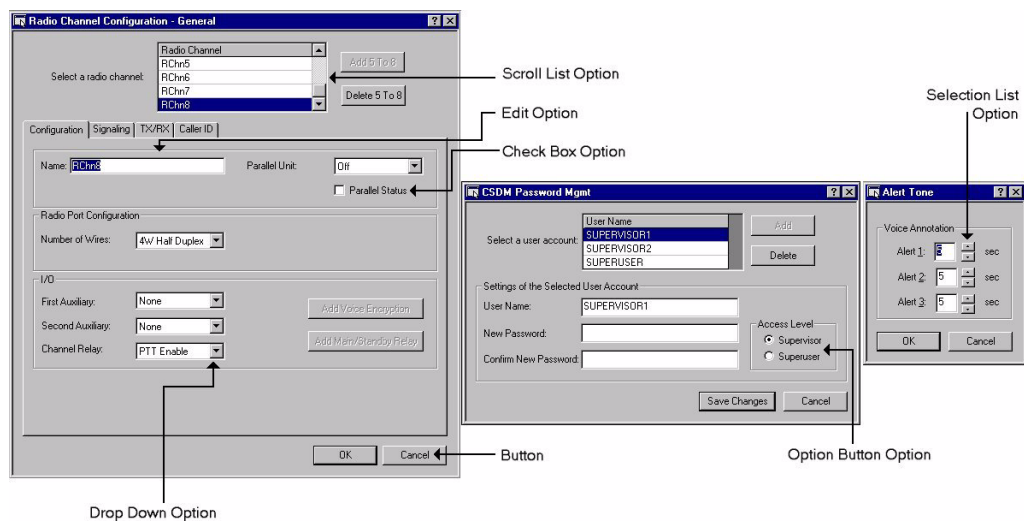 Radio Channel Configuration - General
Select a radio channel:
Radio Channel
RChn5
RChn6
RChn7
RChn8
Add 5 To 8
Delete 5 To 8
Configuration Signaling TX/RX Caller ID
Name: RChn8
Parallel Unit: Off
Parallel Status
Radio Port Configuration
Number of Wires: 4W Half Duplex
I/O
First Auxiliary: None
Second Auxiliary: None
Channel Relay: PTT Enable
Add Voice Encryption
Add Main/Standby Relay
OK Cancel
Scroll List Option
Edit Option
Check Box Option
Button
Drop Down Option
CSDM Password Mgmt
Select a user account:
User Name
SUPERVISOR1
SUPERVISOR2
SUPERUSER
Add
Delete
Settings of the Selected User Account
User Name: SUPERVISOR1
New Password:
Confirm New Password:
Access Level
Supervisor
Superuser
Save Changes Cancel
Option Button Option
Selection List
Option
Alert Tone
Voice Annotation
Alert 1: 5 sec
Alert 2: 5 sec
Alert 3: 5 sec
OK Cancel